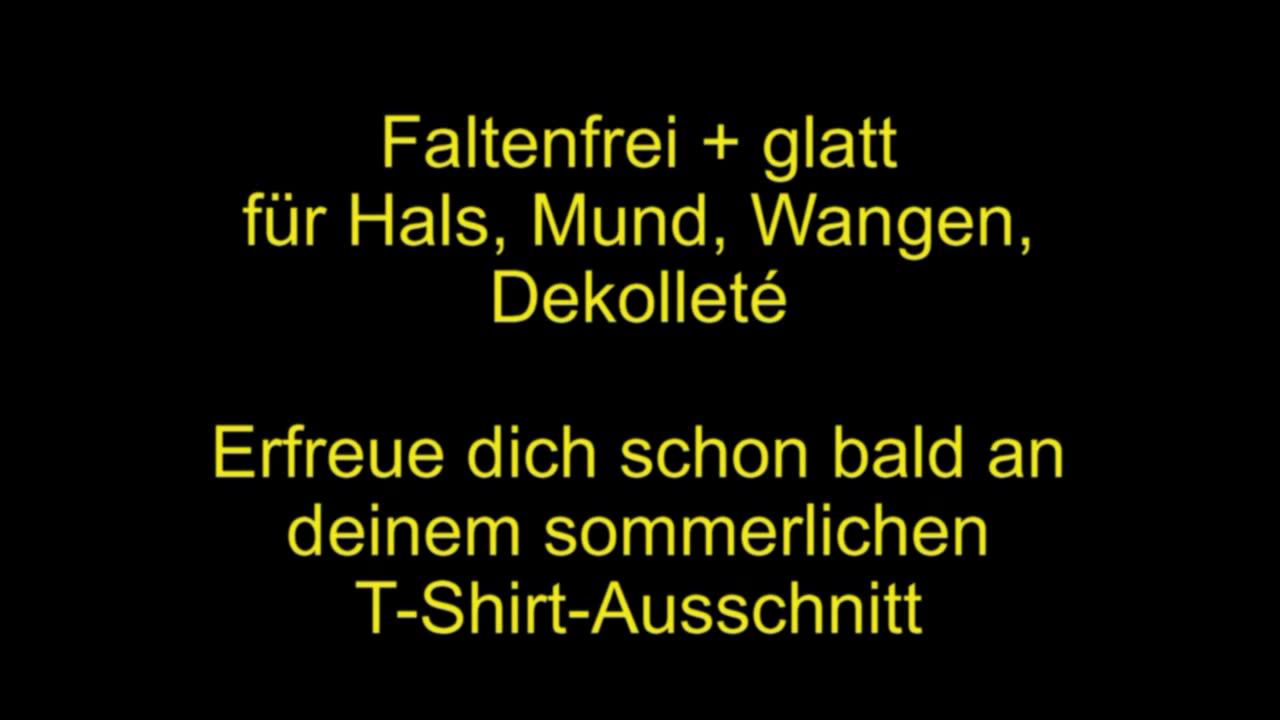 Faltenfrei + glatt
für Hals, Mund, Wangen,
Dekolleté
Erfreue dich schon bald an
deinem sommerlichen
T-Shirt-Ausschnitt